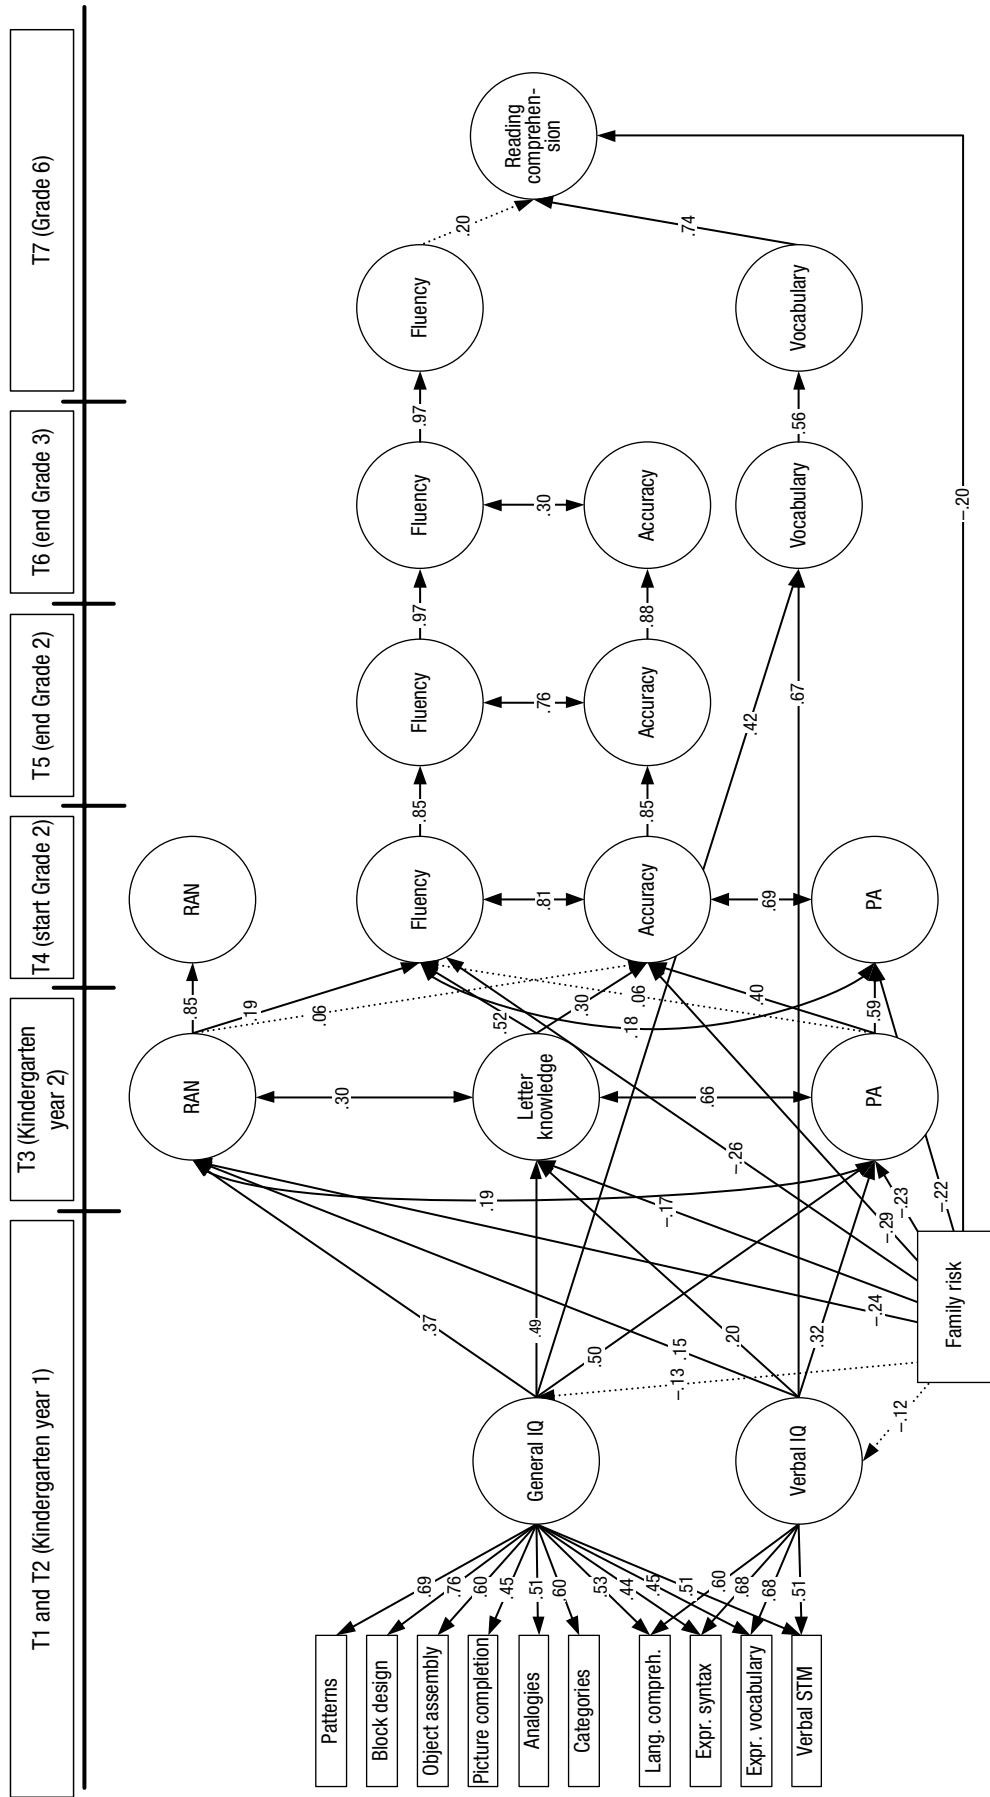 T1 and T2 (Kindergarten year 1)
T3 (Kindergarten
year 2)
T4 (start Grade 2)
T5 (end Grade 2)
T6 (end Grade 3)
T7 (Grade 6)
Patterns
Block design
Object assembly
Picture completion
Analogies
Categories
Lang. compreh.
Expr. syntax
Expr. vocabulary
Verbal STM
.69
.76
.60
.45
.51
.60
.53
.44
.45
.51
.60
.68
.68
.51
General IQ
Verbal IQ
Family risk
–.13
–.12
.37
.49
.50
.15
.20
.32
–.24
–.17
–.26
–.29
–.23
–.22
.19
RAN
Letter
knowledge
PA
.30
.66
.85
.19
.06
.52
.30
.06
.18
.40
.59
RAN
Fluency
Accuracy
PA
.81
.69
.85
.85
.42
.67
Fluency
Accuracy
.76
.97
.88
Fluency
Accuracy
Vocabulary
.30
.97
.56
Fluency
Vocabulary
.20
.74
–.20
Reading
comprehen-
sion